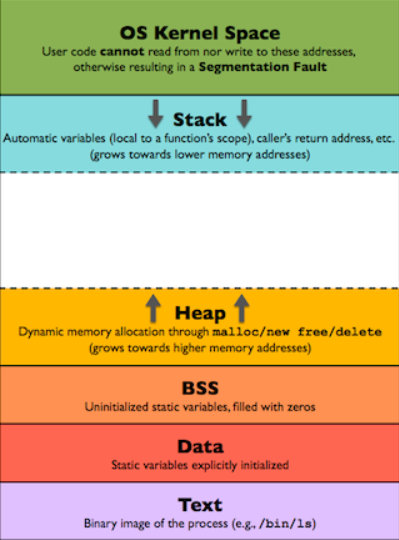 OS Kernel Space
User code cannot read from nor write to these addresses,
otherwise resulting in a Segmentation Fault
Stack
Automatic variables (local to a function's scope), caller's return address, etc.
(grows towards lower memory addresses)
Heap
Dynamic memory allocation through malloc/new free/delete
(grows towards higher memory addresses)
BSS
Uninitialized static variables, filled with zeros
Data
Static variables explicitly initialized
Text
Binary image of the process (e.g., /bin/ls)